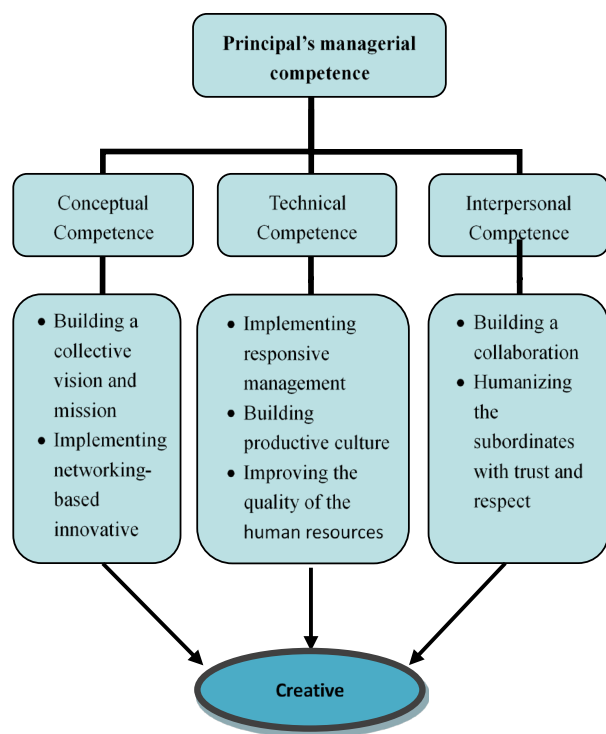 Principal's managerial
competence
Conceptual
Competence
Technical
Competence
Interpersonal
Competence
• Building a
collective
vision and
mission
• Implementing
networking-
based
innovative
• Implementing
responsive
management
• Building
productive culture
• Improving the
quality of the
human resources
• Building a
collaboration
• Humanizing
the
subordinates
with trust and
respect
Creative